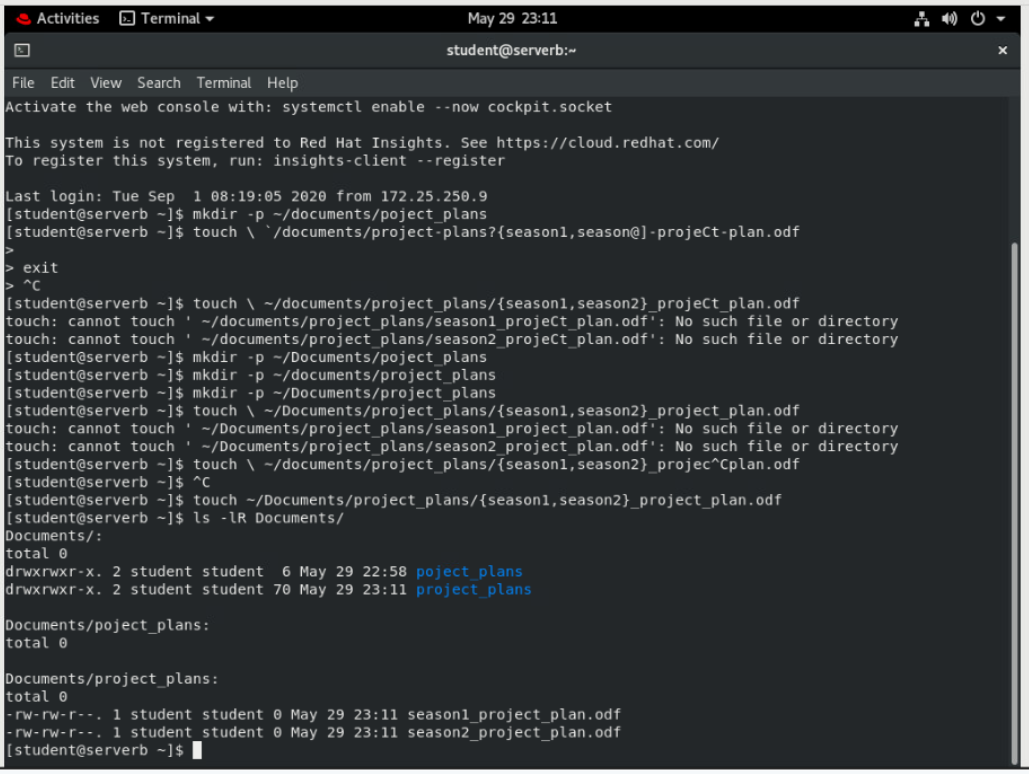 Activities Terminal May 29 23:11
student@serverb:~ ×
File Edit View Search Terminal Help
Activate the web console with: systemctl enable --now cockpit.socket
This system is not registered to Red Hat Insights. See https://cloud.redhat.com/
To register this system, run: insights-client --register
Last login: Tue Sep  1 08:19:05 2020 from 172.25.250.9
[student@serverb ~]$ mkdir -p ~/documents/poject_plans
[student@serverb ~]$ touch \ `/documents/project-plans?{season1,season@]-projeCt-plan.odf
>
> exit
> ^C
[student@serverb ~]$ touch \ ~/documents/project_plans/{season1,season2}_projeCt_plan.odf
touch: cannot touch ' ~/documents/project_plans/season1_projeCt_plan.odf': No such file or directory
touch: cannot touch ' ~/documents/project_plans/season2_projeCt_plan.odf': No such file or directory
[student@serverb ~]$ mkdir -p ~/Documents/poject_plans
[student@serverb ~]$ mkdir -p ~/documents/project_plans
[student@serverb ~]$ mkdir -p ~/Documents/project_plans
[student@serverb ~]$ touch \ ~/Documents/project_plans/{season1,season2}_project_plan.odf
touch: cannot touch ' ~/Documents/project_plans/season1_project_plan.odf': No such file or directory
touch: cannot touch ' ~/Documents/project_plans/season2_project_plan.odf': No such file or directory
[student@serverb ~]$ touch \ ~/Documents/project_plans/{season1,season2}_projec^Cplan.odf
[student@serverb ~]$ ^C
[student@serverb ~]$ touch ~/Documents/project_plans/{season1,season2}_project_plan.odf
[student@serverb ~]$ ls -lR Documents/
Documents/:
total 0
drwxrwxr-x. 2 student student  6 May 29 22:58 poject_plans
drwxrwxr-x. 2 student student 70 May 29 23:11 project_plans
Documents/poject_plans:
total 0
Documents/project_plans:
total 0
-rw-rw-r--. 1 student student 0 May 29 23:11 season1_project_plan.odf
-rw-rw-r--. 1 student student 0 May 29 23:11 season2_project_plan.odf
[student@serverb ~]$